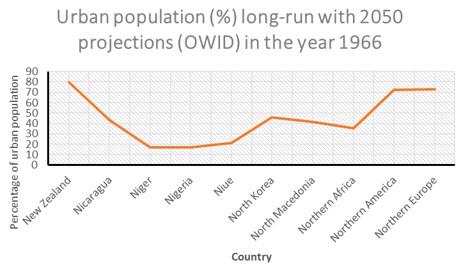 Urban population (%) long-run with 2050
projections (OWID) in the year 1966
Percentage of urban population
90
80
70
60
50
40
30
20
10
0
New Zealand
Nicaragua
Niger
Nigeria
Niue
North Korea
North Macedonia
Northern Africa
Northern America
Northern Europe
Country